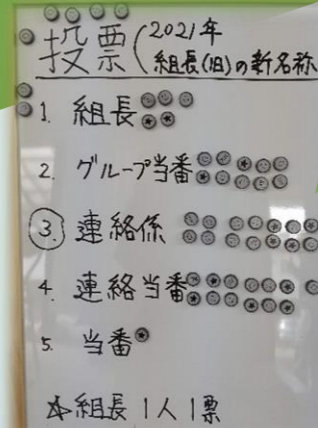 投票(2021年
組長(旧)の新名称
1. 組長
2. グループ当番
③. 連絡係
4. 連絡当番
5. 当番
☆組長1人1票